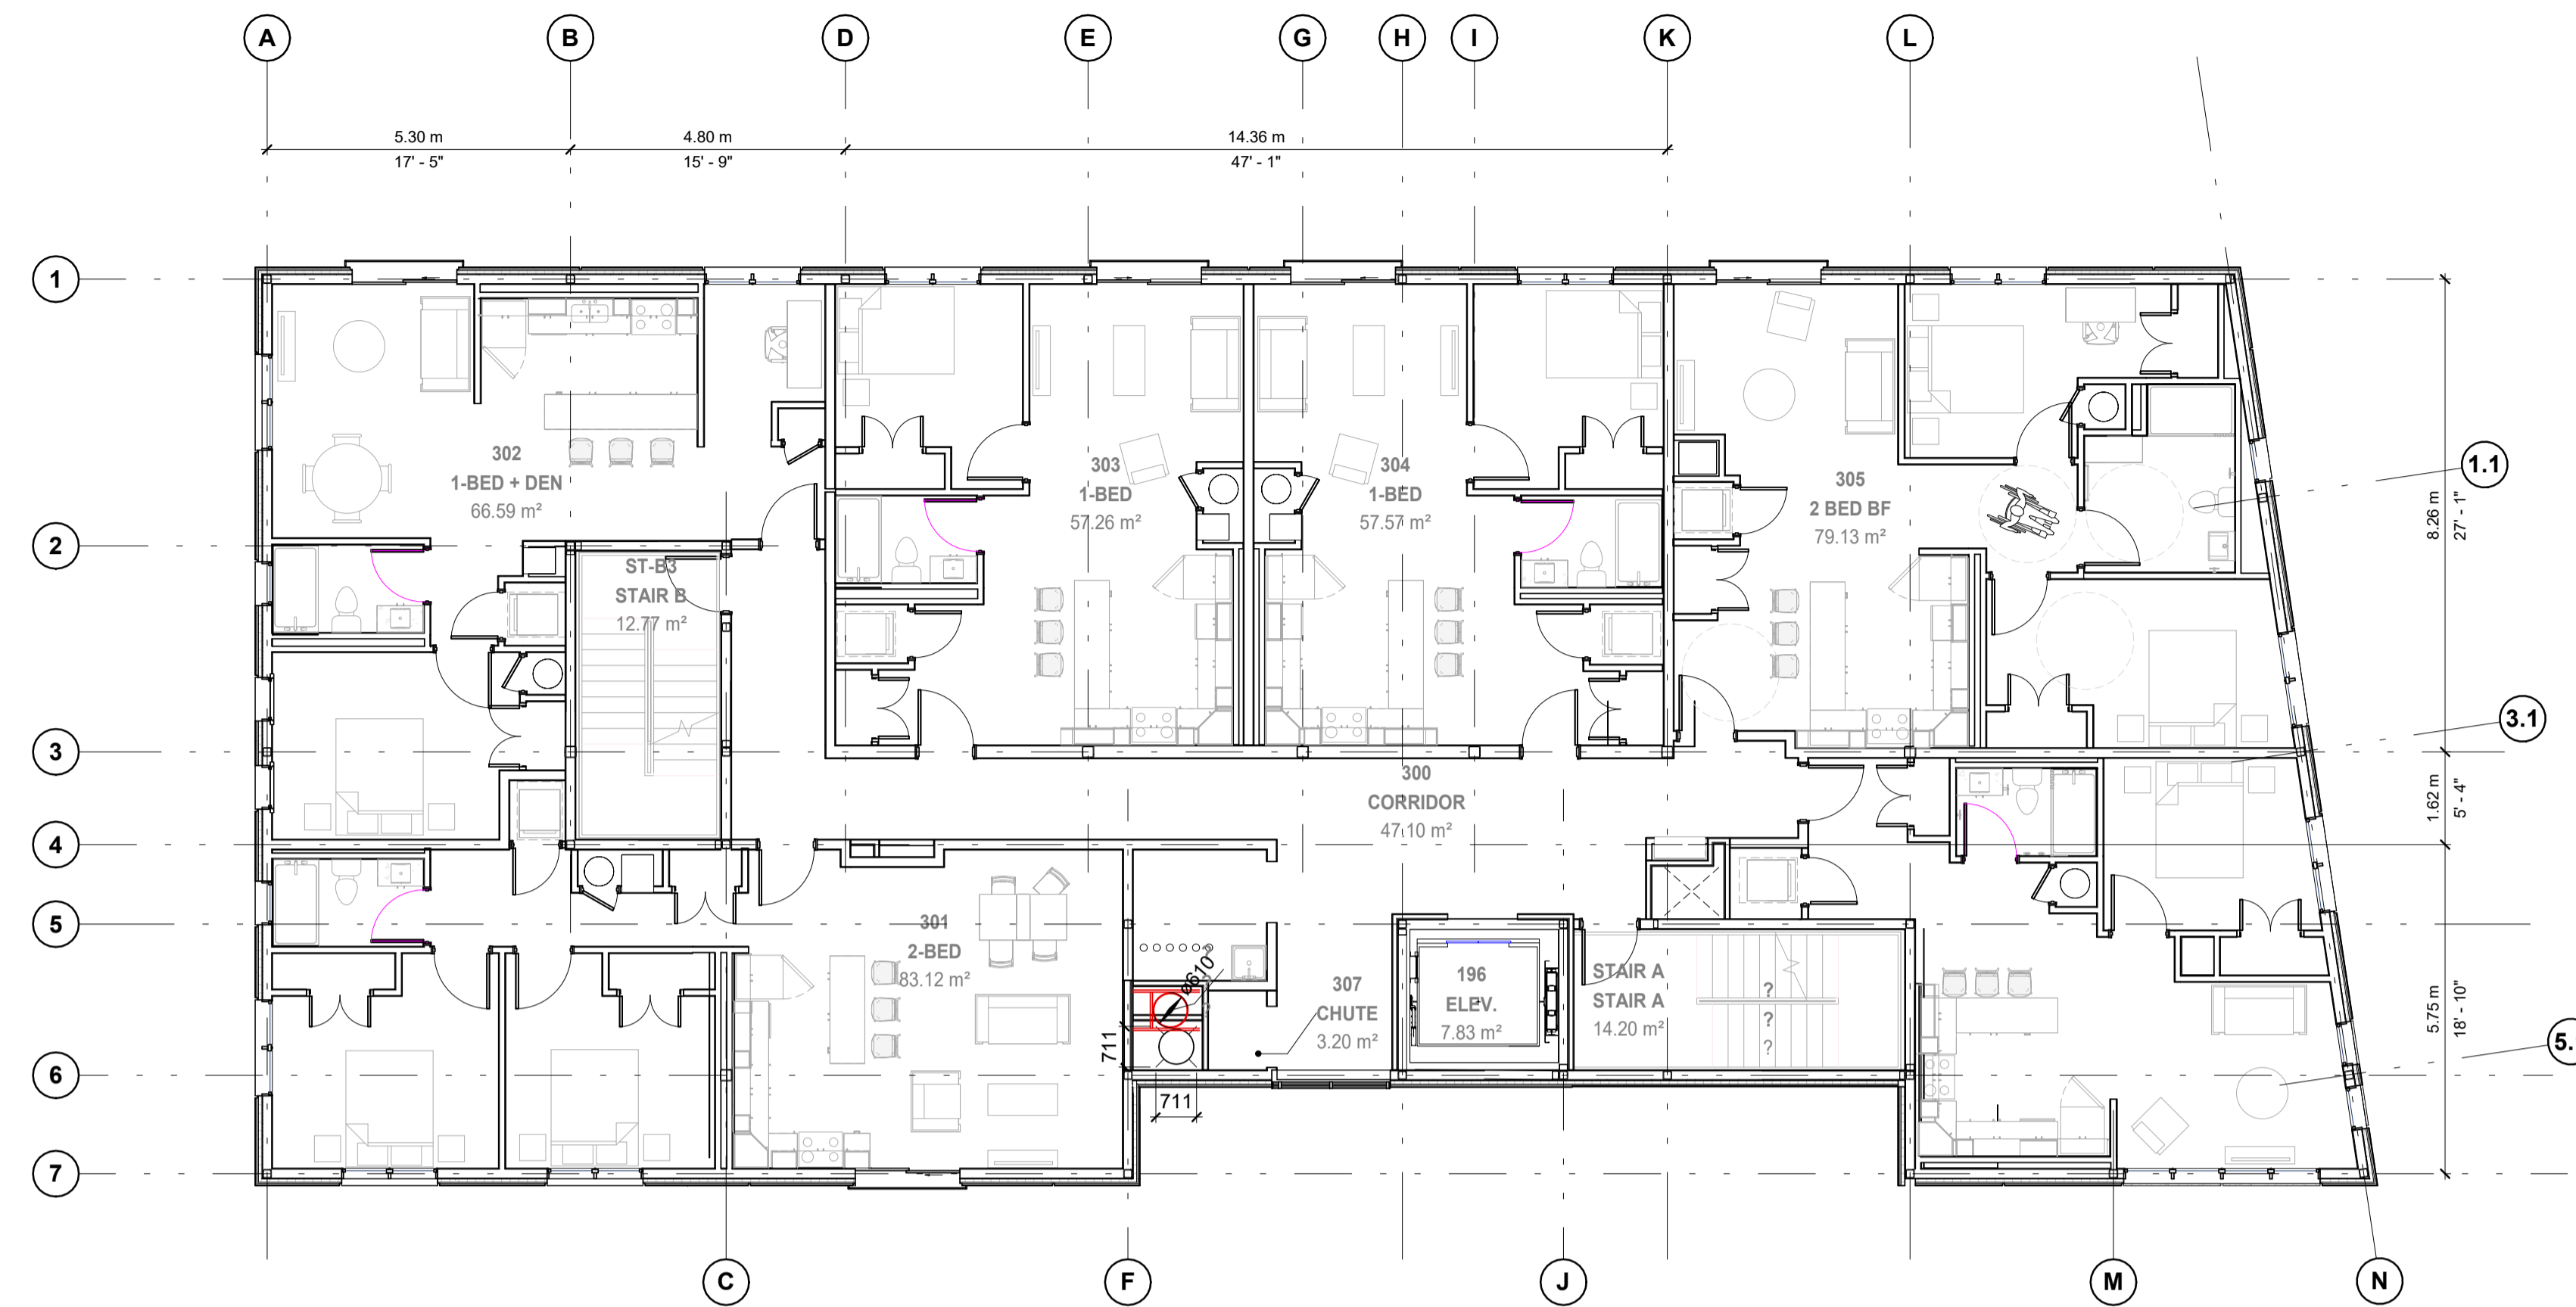 A
B
D
E
G
H
I
K
L
5.30 m
17' - 5"
4.80 m
15' - 9"
14.36 m
47' - 1"
1
2
3
4
5
6
7
302
1-BED + DEN
66.59 m²
303
1-BED
57.26 m²
304
1-BED
57.57 m²
305
2 BED BF
79.13 m²
1.1
8.26 m
27' - 1"
ST-B3
STAIR B
12.77 m²
3.1
300
CORRIDOR
47.10 m²
1.62 m
5' - 4"
301
2-BED
83.12 m²
ø610
711
711
307
CHUTE
3.20 m²
196
ELEV.
7.83 m²
STAIR A
STAIR A
14.20 m²
?
?
?
5.75 m
18' - 10"
5.
C
F
J
M
N